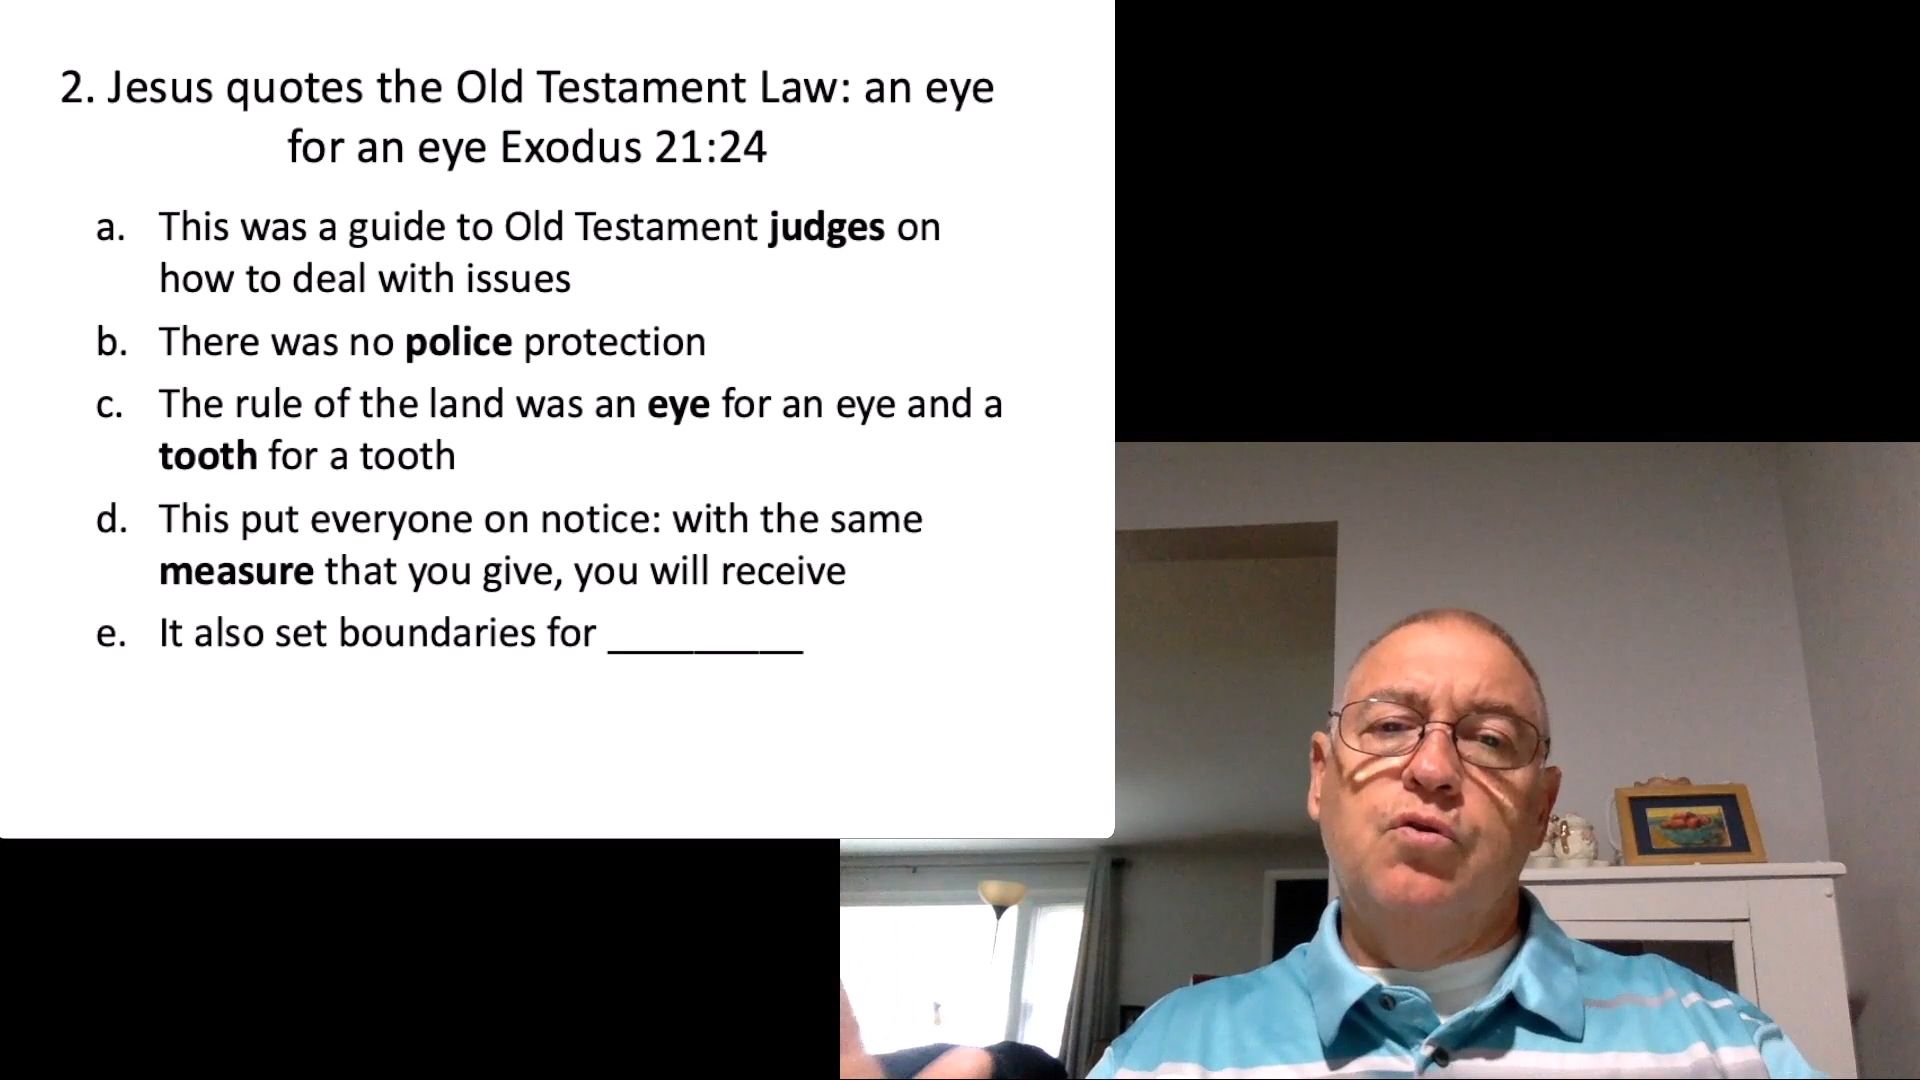 2. Jesus quotes the Old Testament Law: an eye
for an eye Exodus 21:24
a. This was a guide to Old Testament judges on
how to deal with issues
b. There was no police protection
c. The rule of the land was an eye for an eye and a
tooth for a tooth
d. This put everyone on notice: with the same
measure that you give, you will receive
e. It also set boundaries for _________